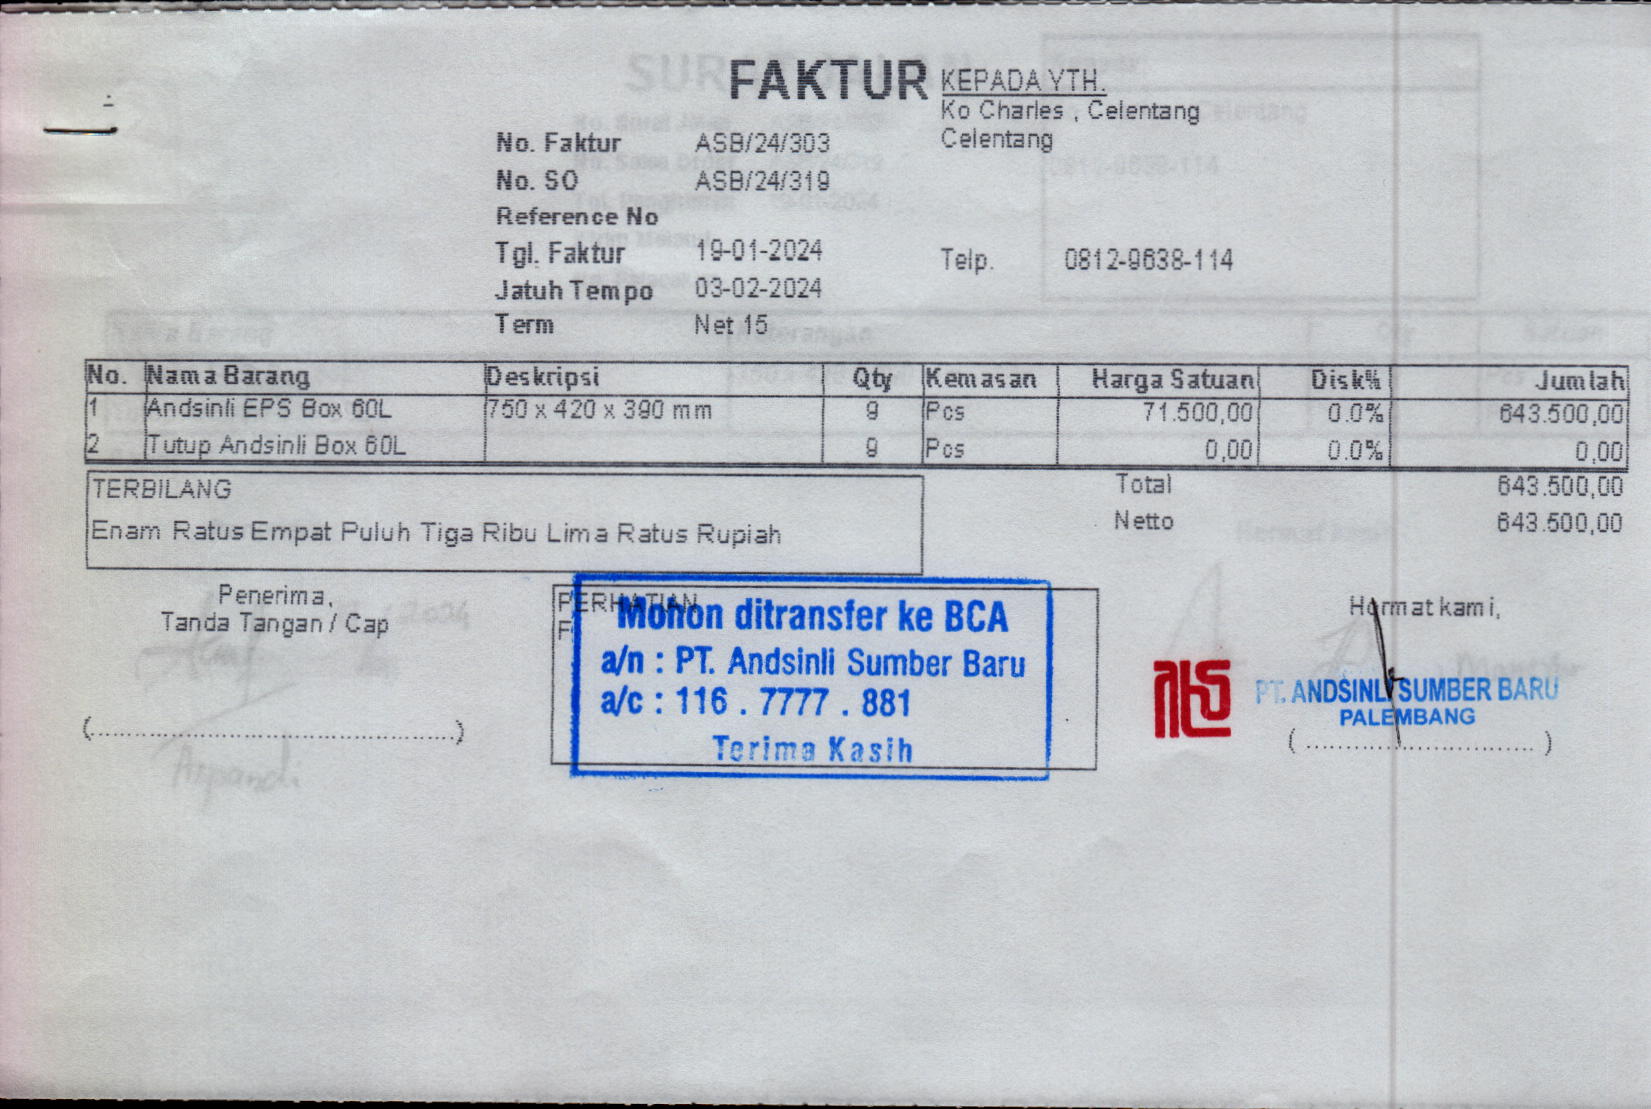 FAKTUR
KEPADA YTH.
Ko Charles , Celentang
Celentang
No. Faktur ASB/24/303
No. SO ASB/24/319
Reference No
Tgl. Faktur 19-01-2024
Telp. 0812-9638-114
Jatuh Tempo 03-02-2024
Term Net 15
No. Nama Barang Deskripsi Qty Kemasan Harga Satuan Disk% Jumlah
1 Andsinli EPS Box 60L 750 x 420 x 390 mm 9 Pcs 71.500,00 0.0% 643.500,00
2 Tutup Andsinli Box 60L 9 Pcs 0,00 0.0% 0,00
TERBILANG
Enam Ratus Empat Puluh Tiga Ribu Lima Ratus Rupiah
Total 643.500,00
Netto 643.500,00
Penerima,
Tanda Tangan / Cap
(..........................................)
PERHATIAN
Mohon ditransfer ke BCA
a/n : PT. Andsinli Sumber Baru
a/c : 116 . 7777 . 881
Terima Kasih
Hormat kami,
PT. ANDSINLI SUMBER BARU
PALEMBANG
( .............................. )
Arpandi